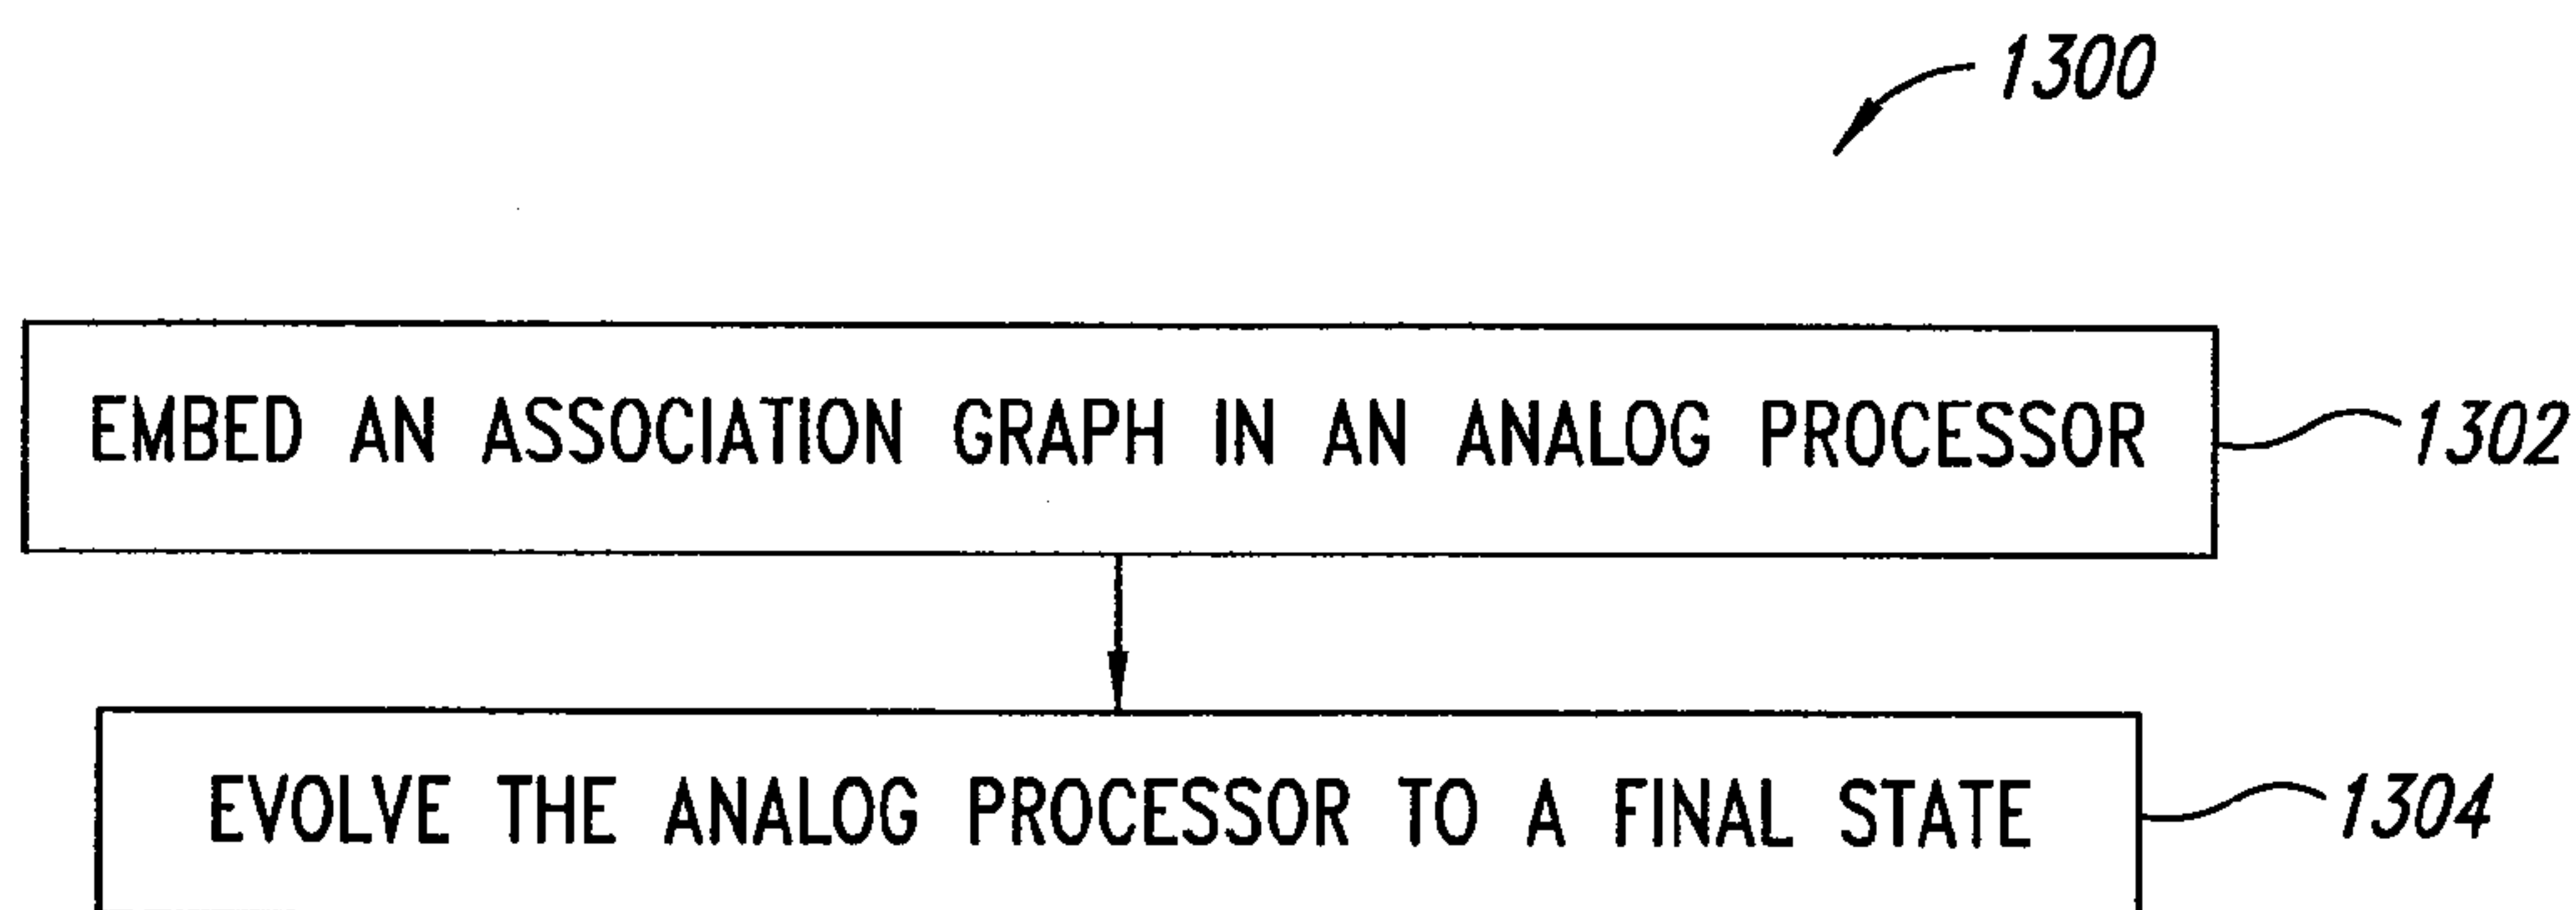 1300
EMBED AN ASSOCIATION GRAPH IN AN ANALOG PROCESSOR
1302
EVOLVE THE ANALOG PROCESSOR TO A FINAL STATE
1304